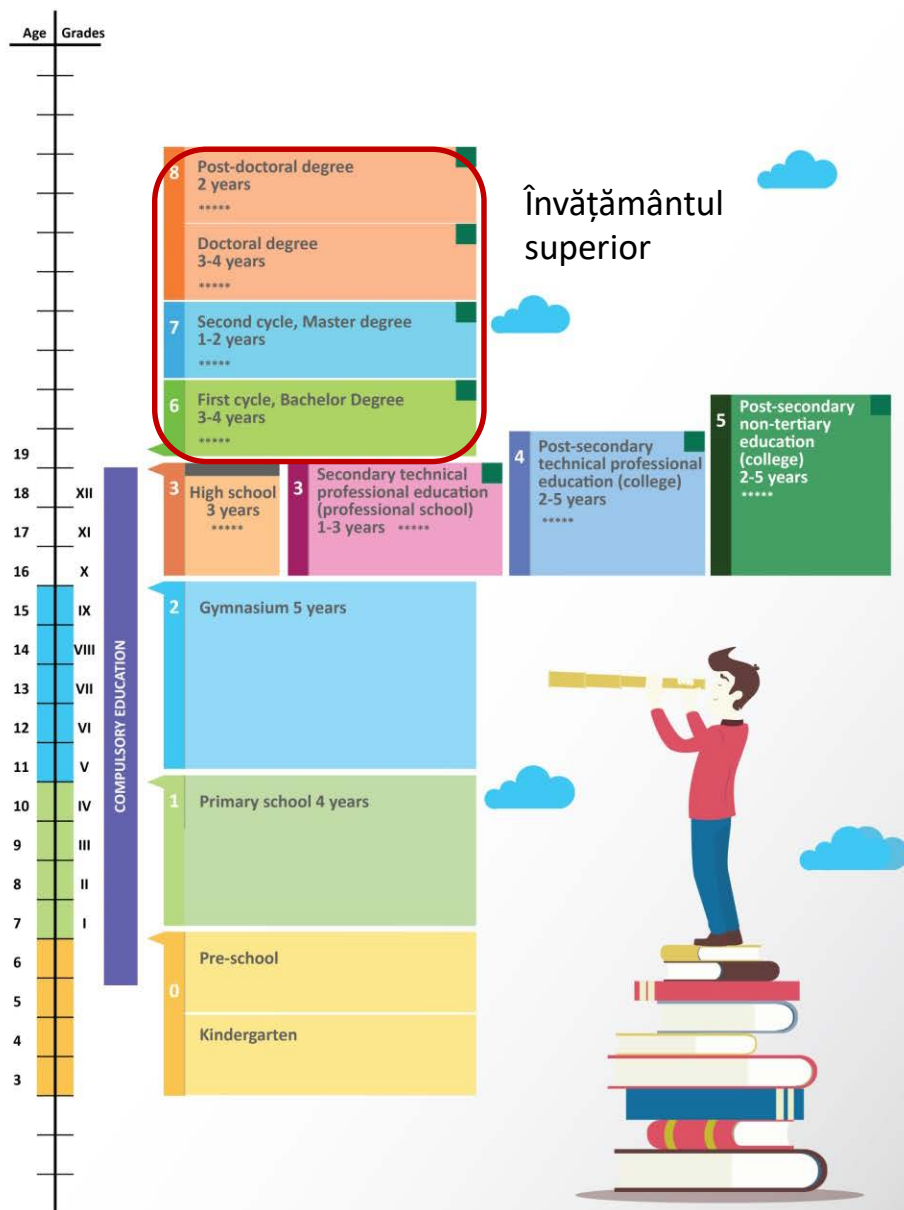 Age Grades
8
Post-doctoral degree
2 years
*****
Doctoral degree
3-4 years
*****
Învățământul
superior
7
Second cycle, Master degree
1-2 years
*****
6
First cycle, Bachelor Degree
3-4 years
*****
3
High school
3 years
*****
3
Secondary technical
professional education
(professional school)
1-3 years *****
4
Post-secondary
technical professional
education (college)
2-5 years
*****
5
Post-secondary
non-tertiary
education
(college)
2-5 years
*****
19
18 XII
17 XI
16 X
15 IX
14 VIII
13 VII
12 VI
11 V
10 IV
9 III
8 II
7 I
6
5
4
3
COMPULSORY EDUCATION
2
Gymnasium 5 years
1
Primary school 4 years
0
Pre-school
Kindergarten